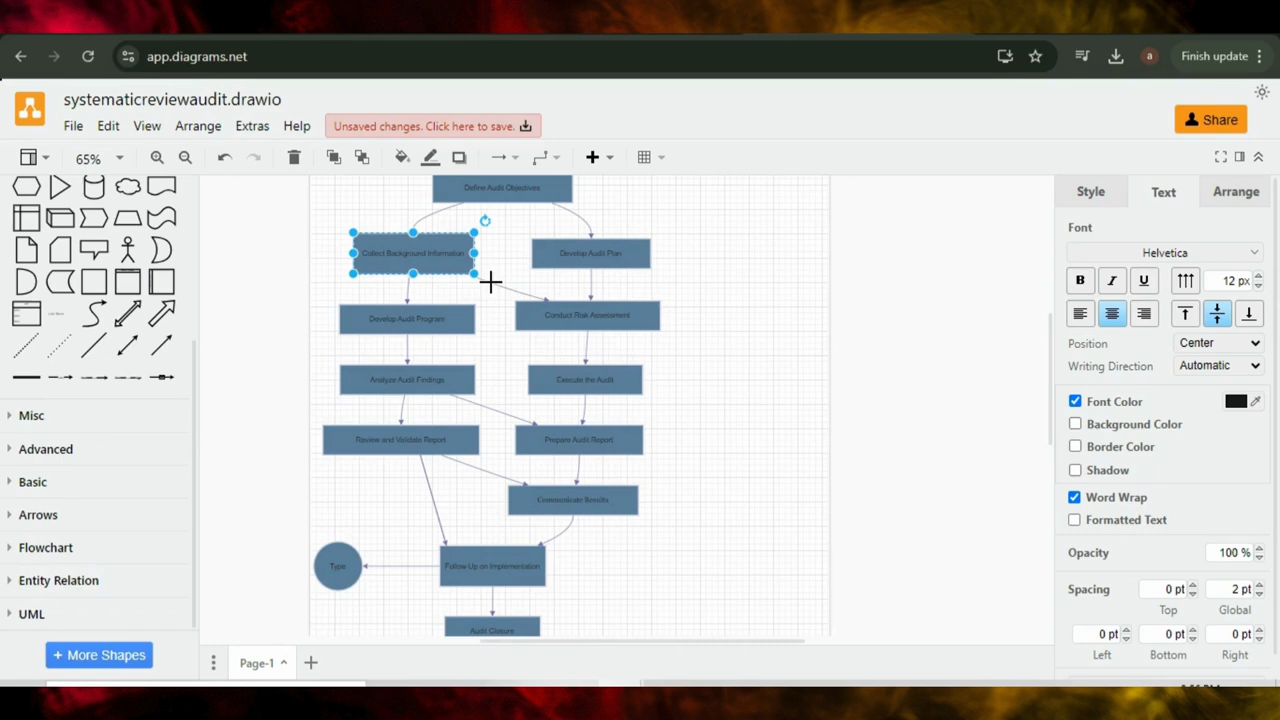 app.diagrams.net
a
Finish update
systematicreviewaudit.drawio
File Edit View Arrange Extras Help
Unsaved changes. Click here to save.
Share
65%
Style Text Arrange
Font
Helvetica
B I U 12 px
Position Center
Writing Direction Automatic
Font Color
Background Color
Border Color
Shadow
Word Wrap
Formatted Text
Opacity 100 %
Spacing 0 pt 2 pt
Top Global
0 pt 0 pt 0 pt
Left Bottom Right
Define Audit Objectives
Collect Background Information
Develop Audit Plan
Develop Audit Program
Conduct Risk Assessment
Analyze Audit Findings
Execute the Audit
Review and Validate Report
Prepare Audit Report
Communicate Results
Type
Follow Up on Implementation
Audit Closure
Misc
Advanced
Basic
Arrows
Flowchart
Entity Relation
UML
+ More Shapes
Page-1